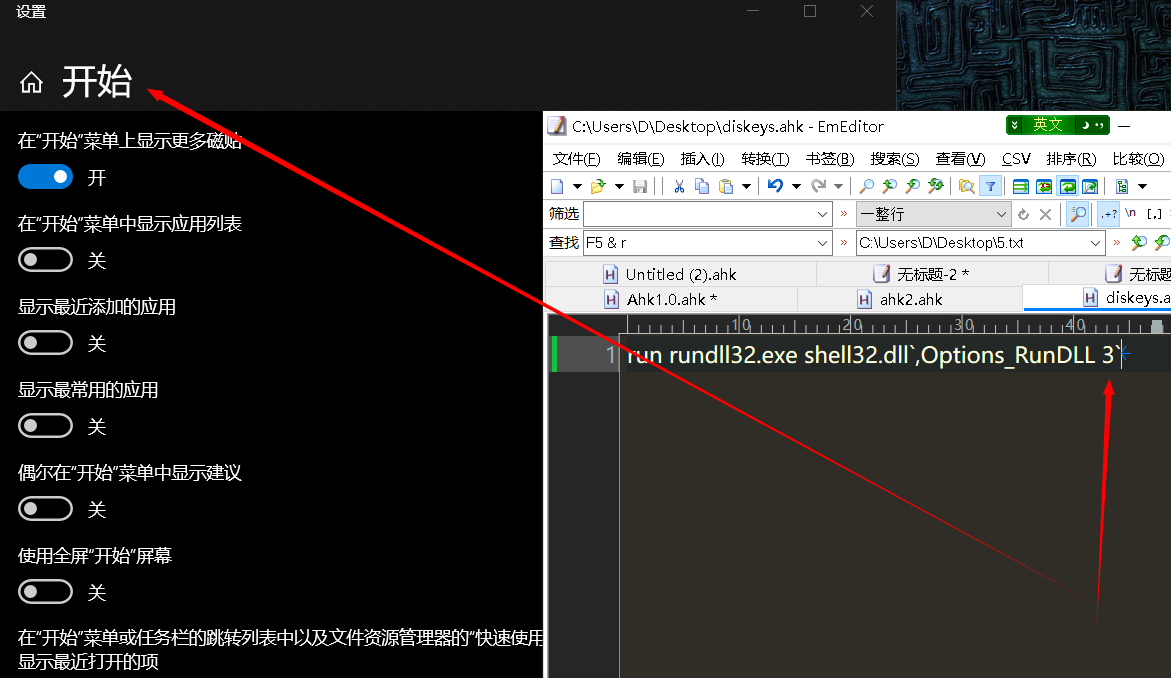 设置
开始
在“开始”菜单上显示更多磁贴
开
在“开始”菜单中显示应用列表
关
显示最近添加的应用
关
显示最常用的应用
关
偶尔在“开始”菜单中显示建议
关
使用全屏“开始”屏幕
关
在“开始”菜单或任务栏的跳转列表中以及文件资源管理器的“快速使用
显示最近打开的项
C:\Users\D\Desktop\diskeys.ahk - EmEditor
英文
文件(F) 编辑(E) 插入(I) 转换(T) 书签(B) 搜索(S) 查看(V) CSV 排序(R) 比较(O)
筛选 » 一整行 .+? \n [.]
查找 F5 & r » C:\Users\D\Desktop\5.txt »
Untitled (2).ahk 无标题-2 * 无标题
Ahk1.0.ahk * ahk2.ahk diskeys.a
10 20 30 40
1 run rundll32.exe shell32.dll`,Options_RunDLL 3`